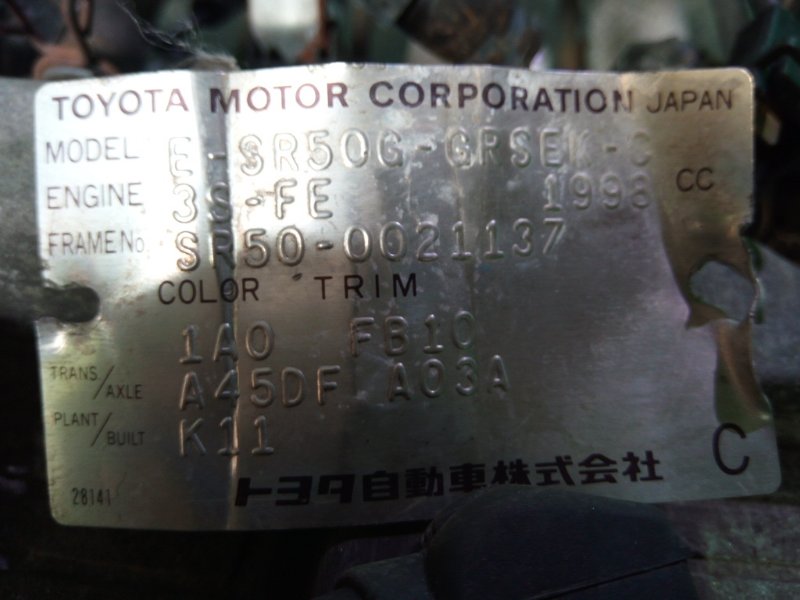 TOYOTA MOTOR CORPORATION JAPAN
MODEL E-SR50G-GRSEK-C
ENGINE 3S-FE 1998 CC
FRAME No. SR50-0021137
COLOR TRIM
1A0 FB10
TRANS/AXLE A45DF A03A
PLANT/BUILT K11
C
28141 トヨタ自動車株式会社